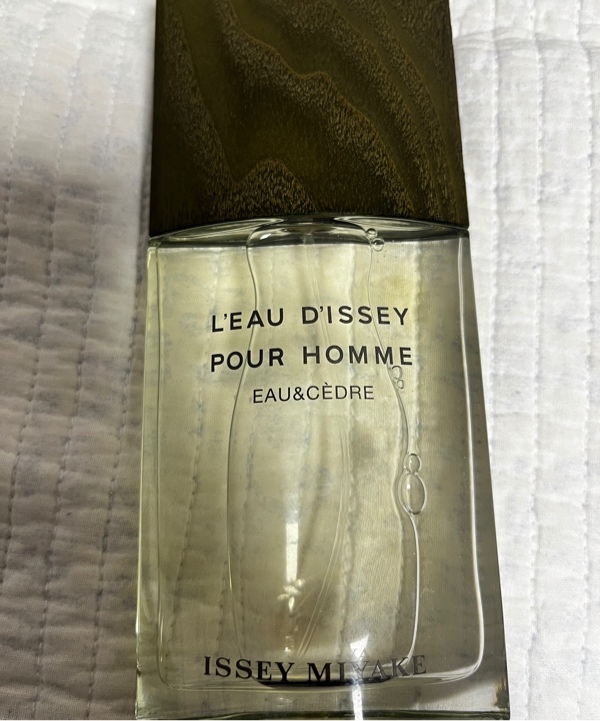 L'EAU D'ISSEY
POUR HOMME
EAU&CÈDRE
ISSEY MIYAKE